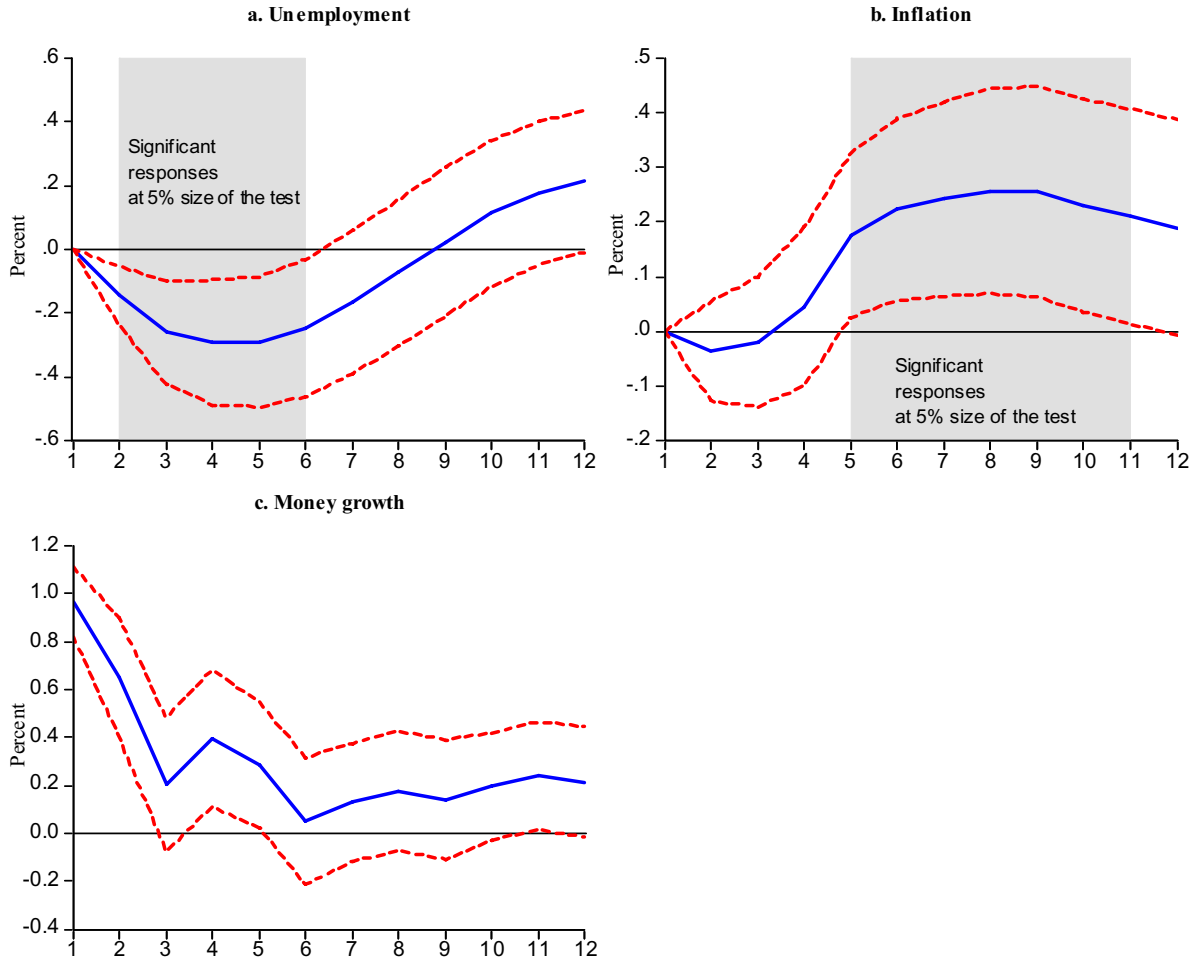 a. Unemployment
Percent
.6
.4
.2
.0
-.2
-.4
-.6
Significant
responses
at 5% size of the test
1 2 3 4 5 6 7 8 9 10 11 12
b. Inflation
Percent
.5
.4
.3
.2
.1
.0
-.1
-.2
Significant
responses
at 5% size of the test
1 2 3 4 5 6 7 8 9 10 11 12
c. Money growth
Percent
1.2
1.0
0.8
0.6
0.4
0.2
0.0
-0.2
-0.4
1 2 3 4 5 6 7 8 9 10 11 12